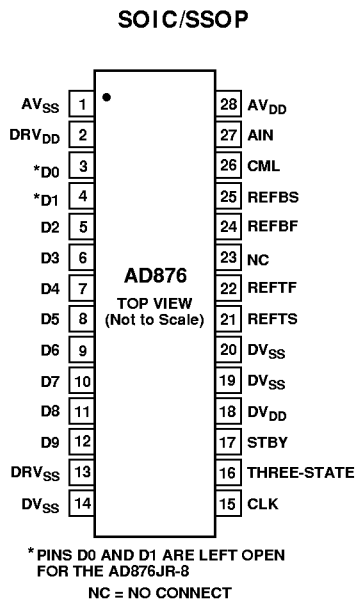 SOIC/SSOP
AVSS 1 28 AVDD
DRVDD 2 27 AIN
*D0 3 26 CML
*D1 4 25 REFBS
D2 5 24 REFBF
D3 6 23 NC
D4 7 22 REFTF
D5 8 21 REFTS
D6 9 20 DVSS
D7 10 19 DVSS
D8 11 18 DVDD
D9 12 17 STBY
DRVSS 13 16 THREE-STATE
DVSS 14 15 CLK
AD876
TOP VIEW
(Not to Scale)
*PINS D0 AND D1 ARE LEFT OPEN
FOR THE AD876JR-8
NC = NO CONNECT